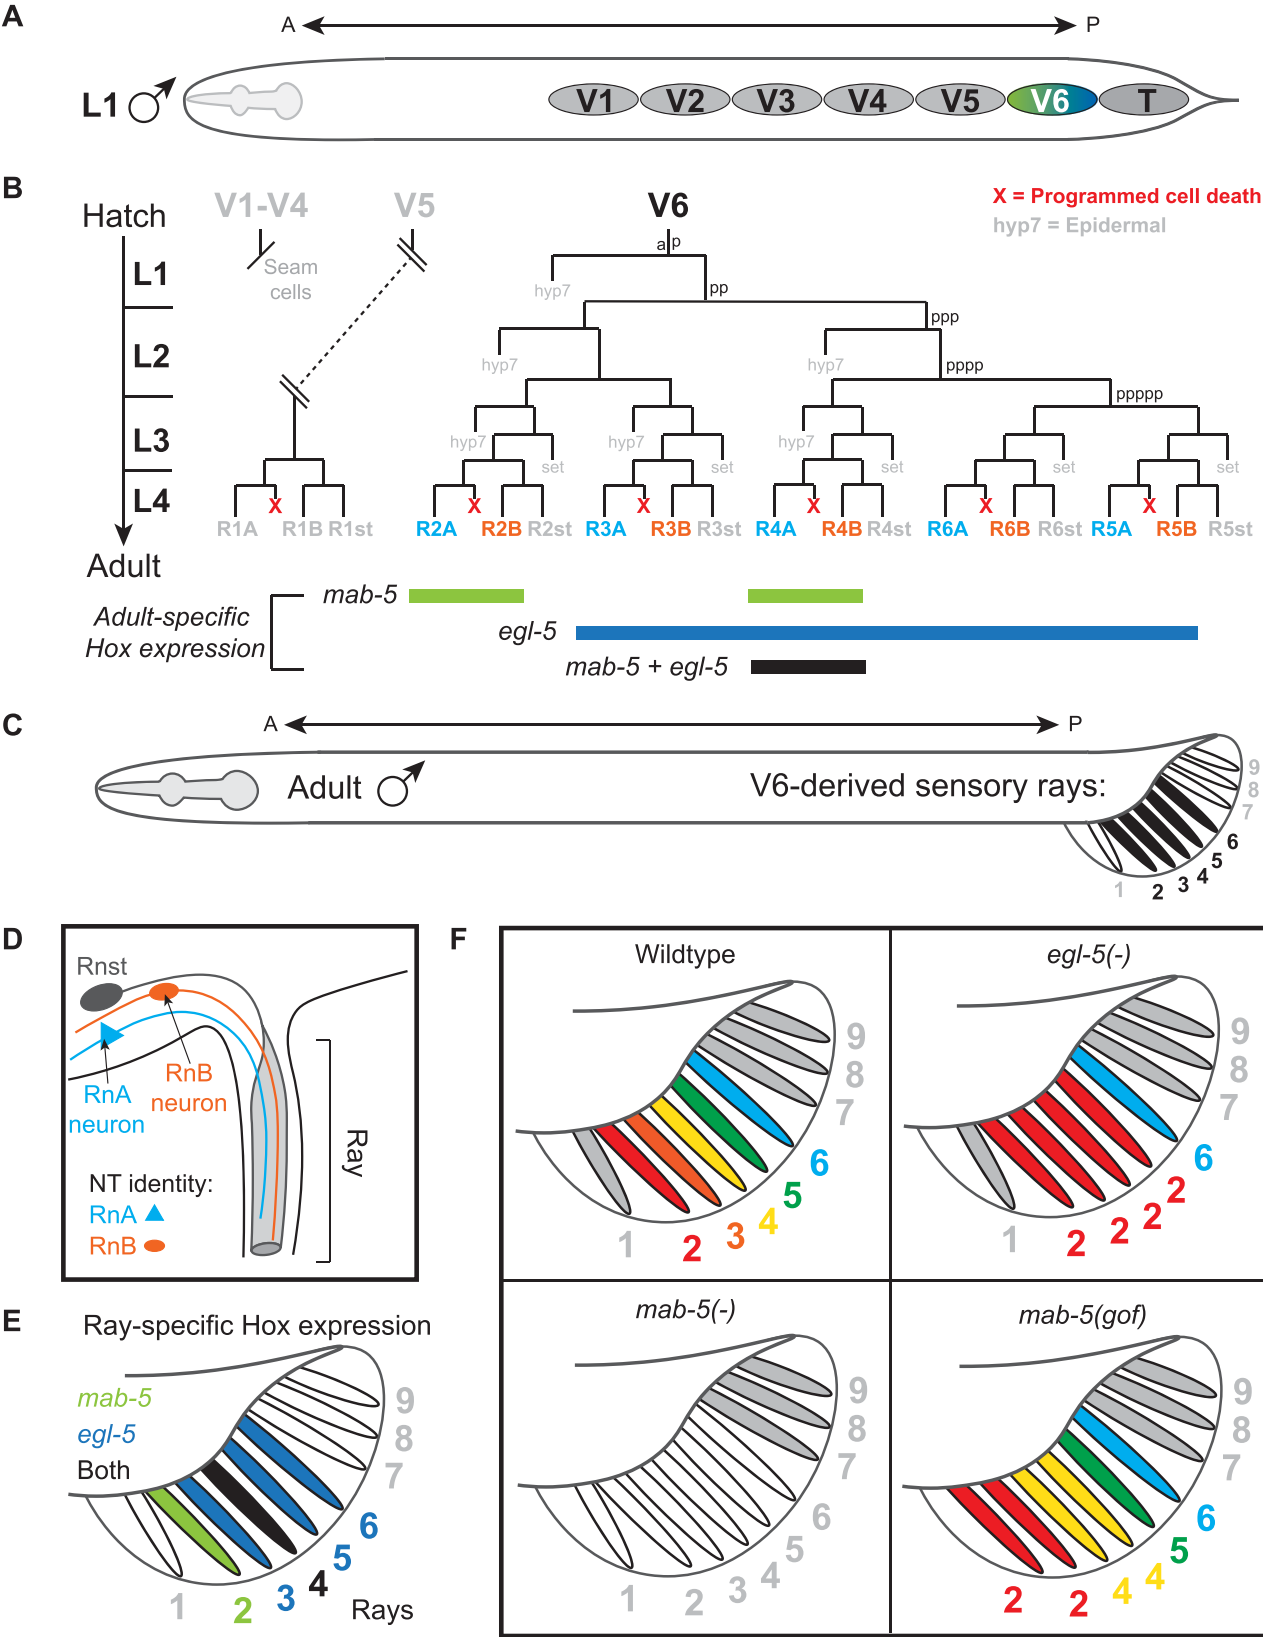 A
A P
L1
V1 V2 V3 V4 V5 V6 T
B
Hatch
L1
L2
L3
L4
Adult
V1-V4 V5 V6
X = Programmed cell death
hyp7 = Epidermal
Seam
cells
a p
hyp7
pp
ppp
hyp7 hyp7
pppp
ppppp
hyp7 hyp7 hyp7
set set set set set
X X X X X X
R1A R1B R1st R2A R2B R2st R3A R3B R3st R4A R4B R4st R6A R6B R6st R5A R5B R5st
Adult-specific
Hox expression
mab-5
egl-5
mab-5 + egl-5
C
A P
Adult
V6-derived sensory rays:
9
8
7
6
5
4
3
2
1
D
Rnst
RnA
neuron
RnB
neuron
Ray
NT identity:
RnA
RnB
E
Ray-specific Hox expression
mab-5
egl-5
Both
9
8
7
6
5
4
3
2
1
Rays
F
Wildtype
9
8
7
6
5
4
3
2
1
egl-5(-)
9
8
7
6
2
2
2
2
1
mab-5(-)
9
8
7
6
5
4
3
2
1
mab-5(gof)
9
8
7
6
5
4
4
2
2